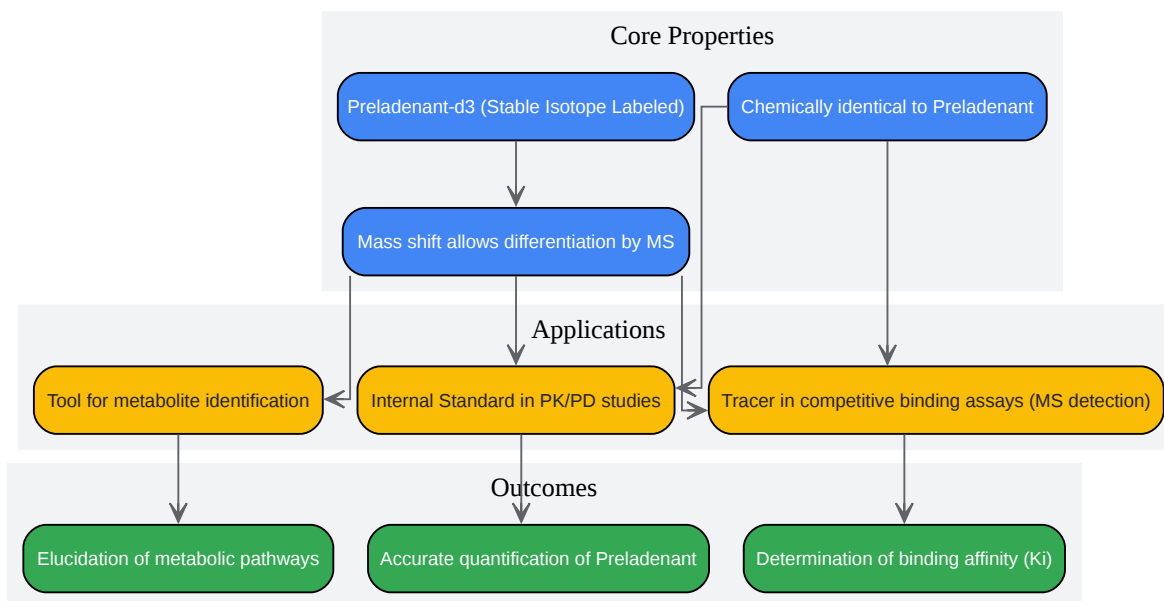 Core Properties
Preladenant-d3 (Stable Isotope Labeled)
Chemically identical to Preladenant
Mass shift allows differentiation by MS
Applications
Tool for metabolite identification
Internal Standard in PK/PD studies
Tracer in competitive binding assays (MS detection)
Outcomes
Elucidation of metabolic pathways
Accurate quantification of Preladenant
Determination of binding affinity (Ki)